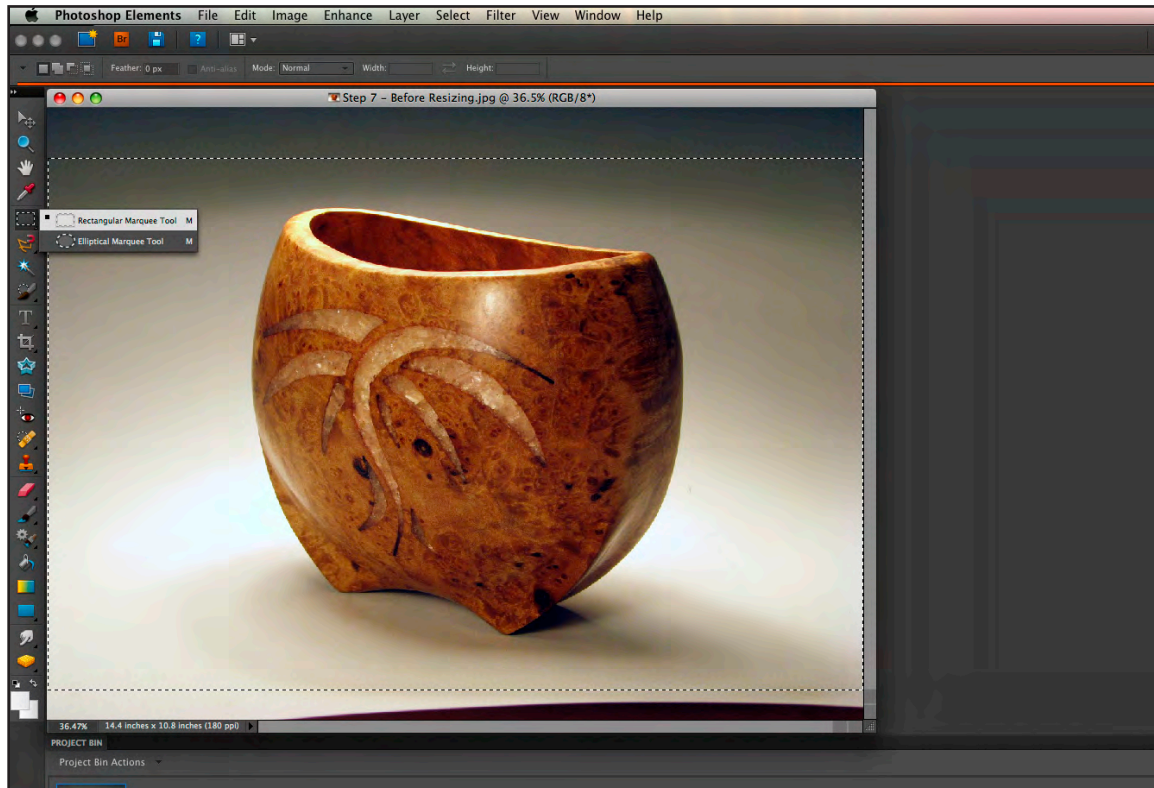 Photoshop Elements File Edit Image Enhance Layer Select Filter View Window Help
Br ?
Feather: 0 px Anti-alias Mode: Normal Width: Height:
Step 7 - Before Resizing.jpg @ 36.5% (RGB/8*)
Rectangular Marquee Tool M
Elliptical Marquee Tool M
T
36.47% 14.4 inches x 10.8 inches (180 ppi)
PROJECT BIN
Project Bin Actions